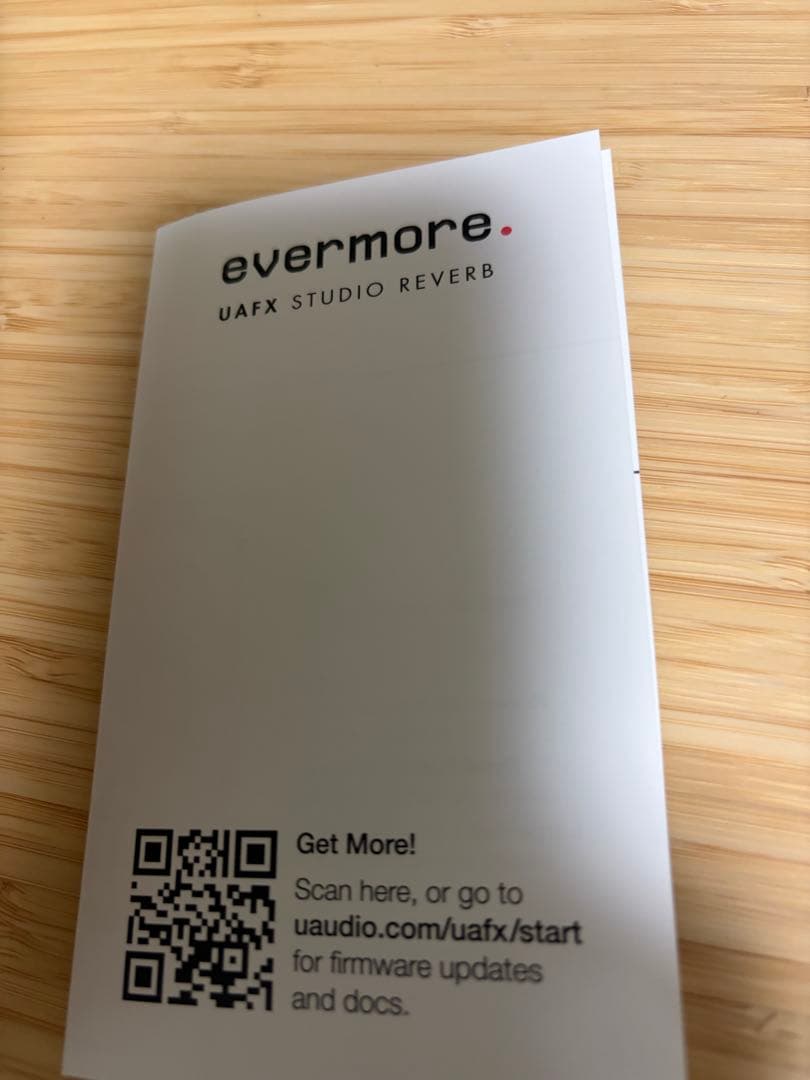 evermore.
UAFX STUDIO REVERB
Get More!
Scan here, or go to
uaudio.com/uafx/start
for firmware updates
and docs.